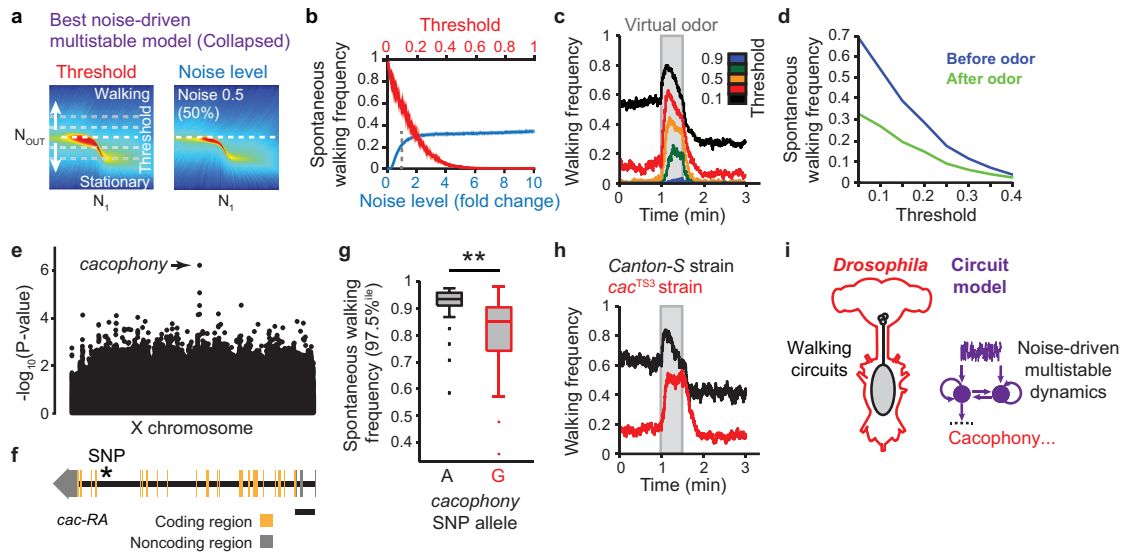 a
Best noise-driven
multistable model (Collapsed)
Threshold
Noise level
Walking
Threshold
Stationary
Noise 0.5
(50%)
N_OUT
N_1
N_1
b
Threshold
0 0.2 0.4 0.6 0.8 1
Spontaneous
walking frequency
1
0.8
0.6
0.4
0.2
0
0 2 4 6 8 10
Noise level (fold change)
c
Virtual odor
Walking frequency
1
0.8
0.6
0.4
0.2
0
0.9
0.5
0.1
Threshold
0 1 2 3
Time (min)
d
Spontaneous
walking frequency
0.7
0.6
0.5
0.4
0.3
0.2
0.1
0
Before odor
After odor
0.1 0.2 0.3 0.4
Threshold
e
cacophony
-log10(P-value)
6
4
2
0
X chromosome
f
SNP
*
cac-RA
Coding region
Noncoding region
g
**
Spontaneous walking
frequency (97.5%ile)
1
0.9
0.8
0.7
0.6
0.5
0.4
A G
cacophony
SNP allele
h
Canton-S strain
cacTS3 strain
Walking frequency
1
0.8
0.6
0.4
0.2
0
0 1 2 3
Time (min)
i
Drosophila
Circuit
model
Walking
circuits
Noise-driven
multistable
dynamics
Cacophony...